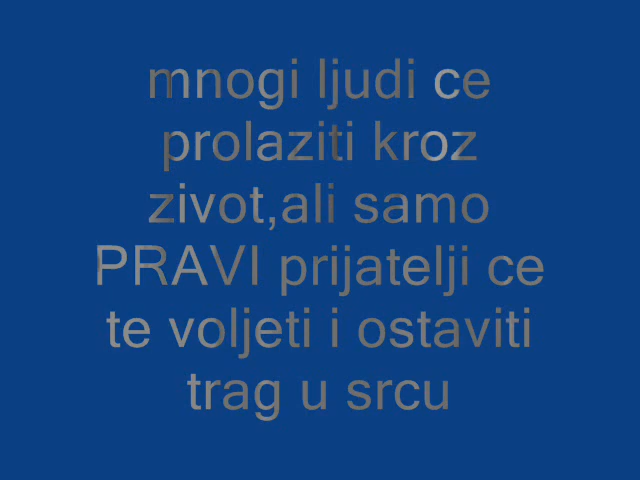 mnogi ljudi ce
prolaziti kroz
zivot,ali samo
PRAVI prijatelji ce
te voljeti i ostaviti
trag u srcu